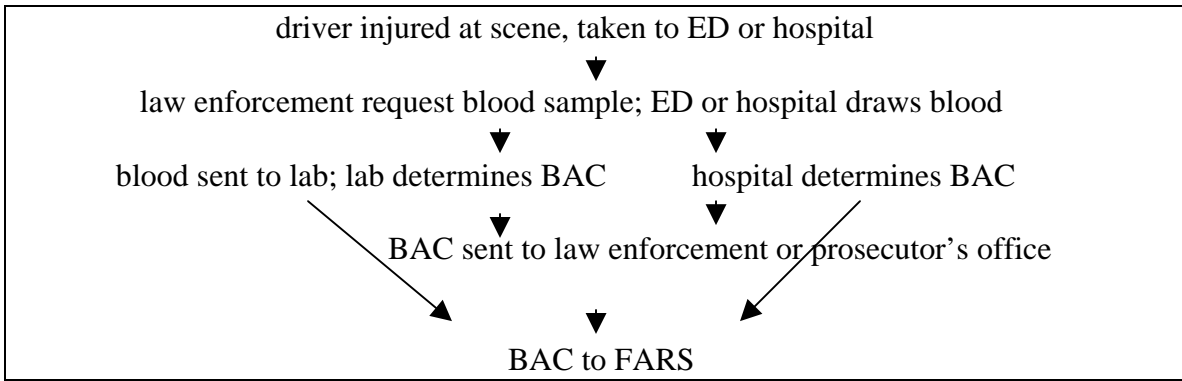 driver injured at scene, taken to ED or hospital
law enforcement request blood sample; ED or hospital draws blood
blood sent to lab; lab determines BAC
hospital determines BAC
BAC sent to law enforcement or prosecutor’s office
BAC to FARS